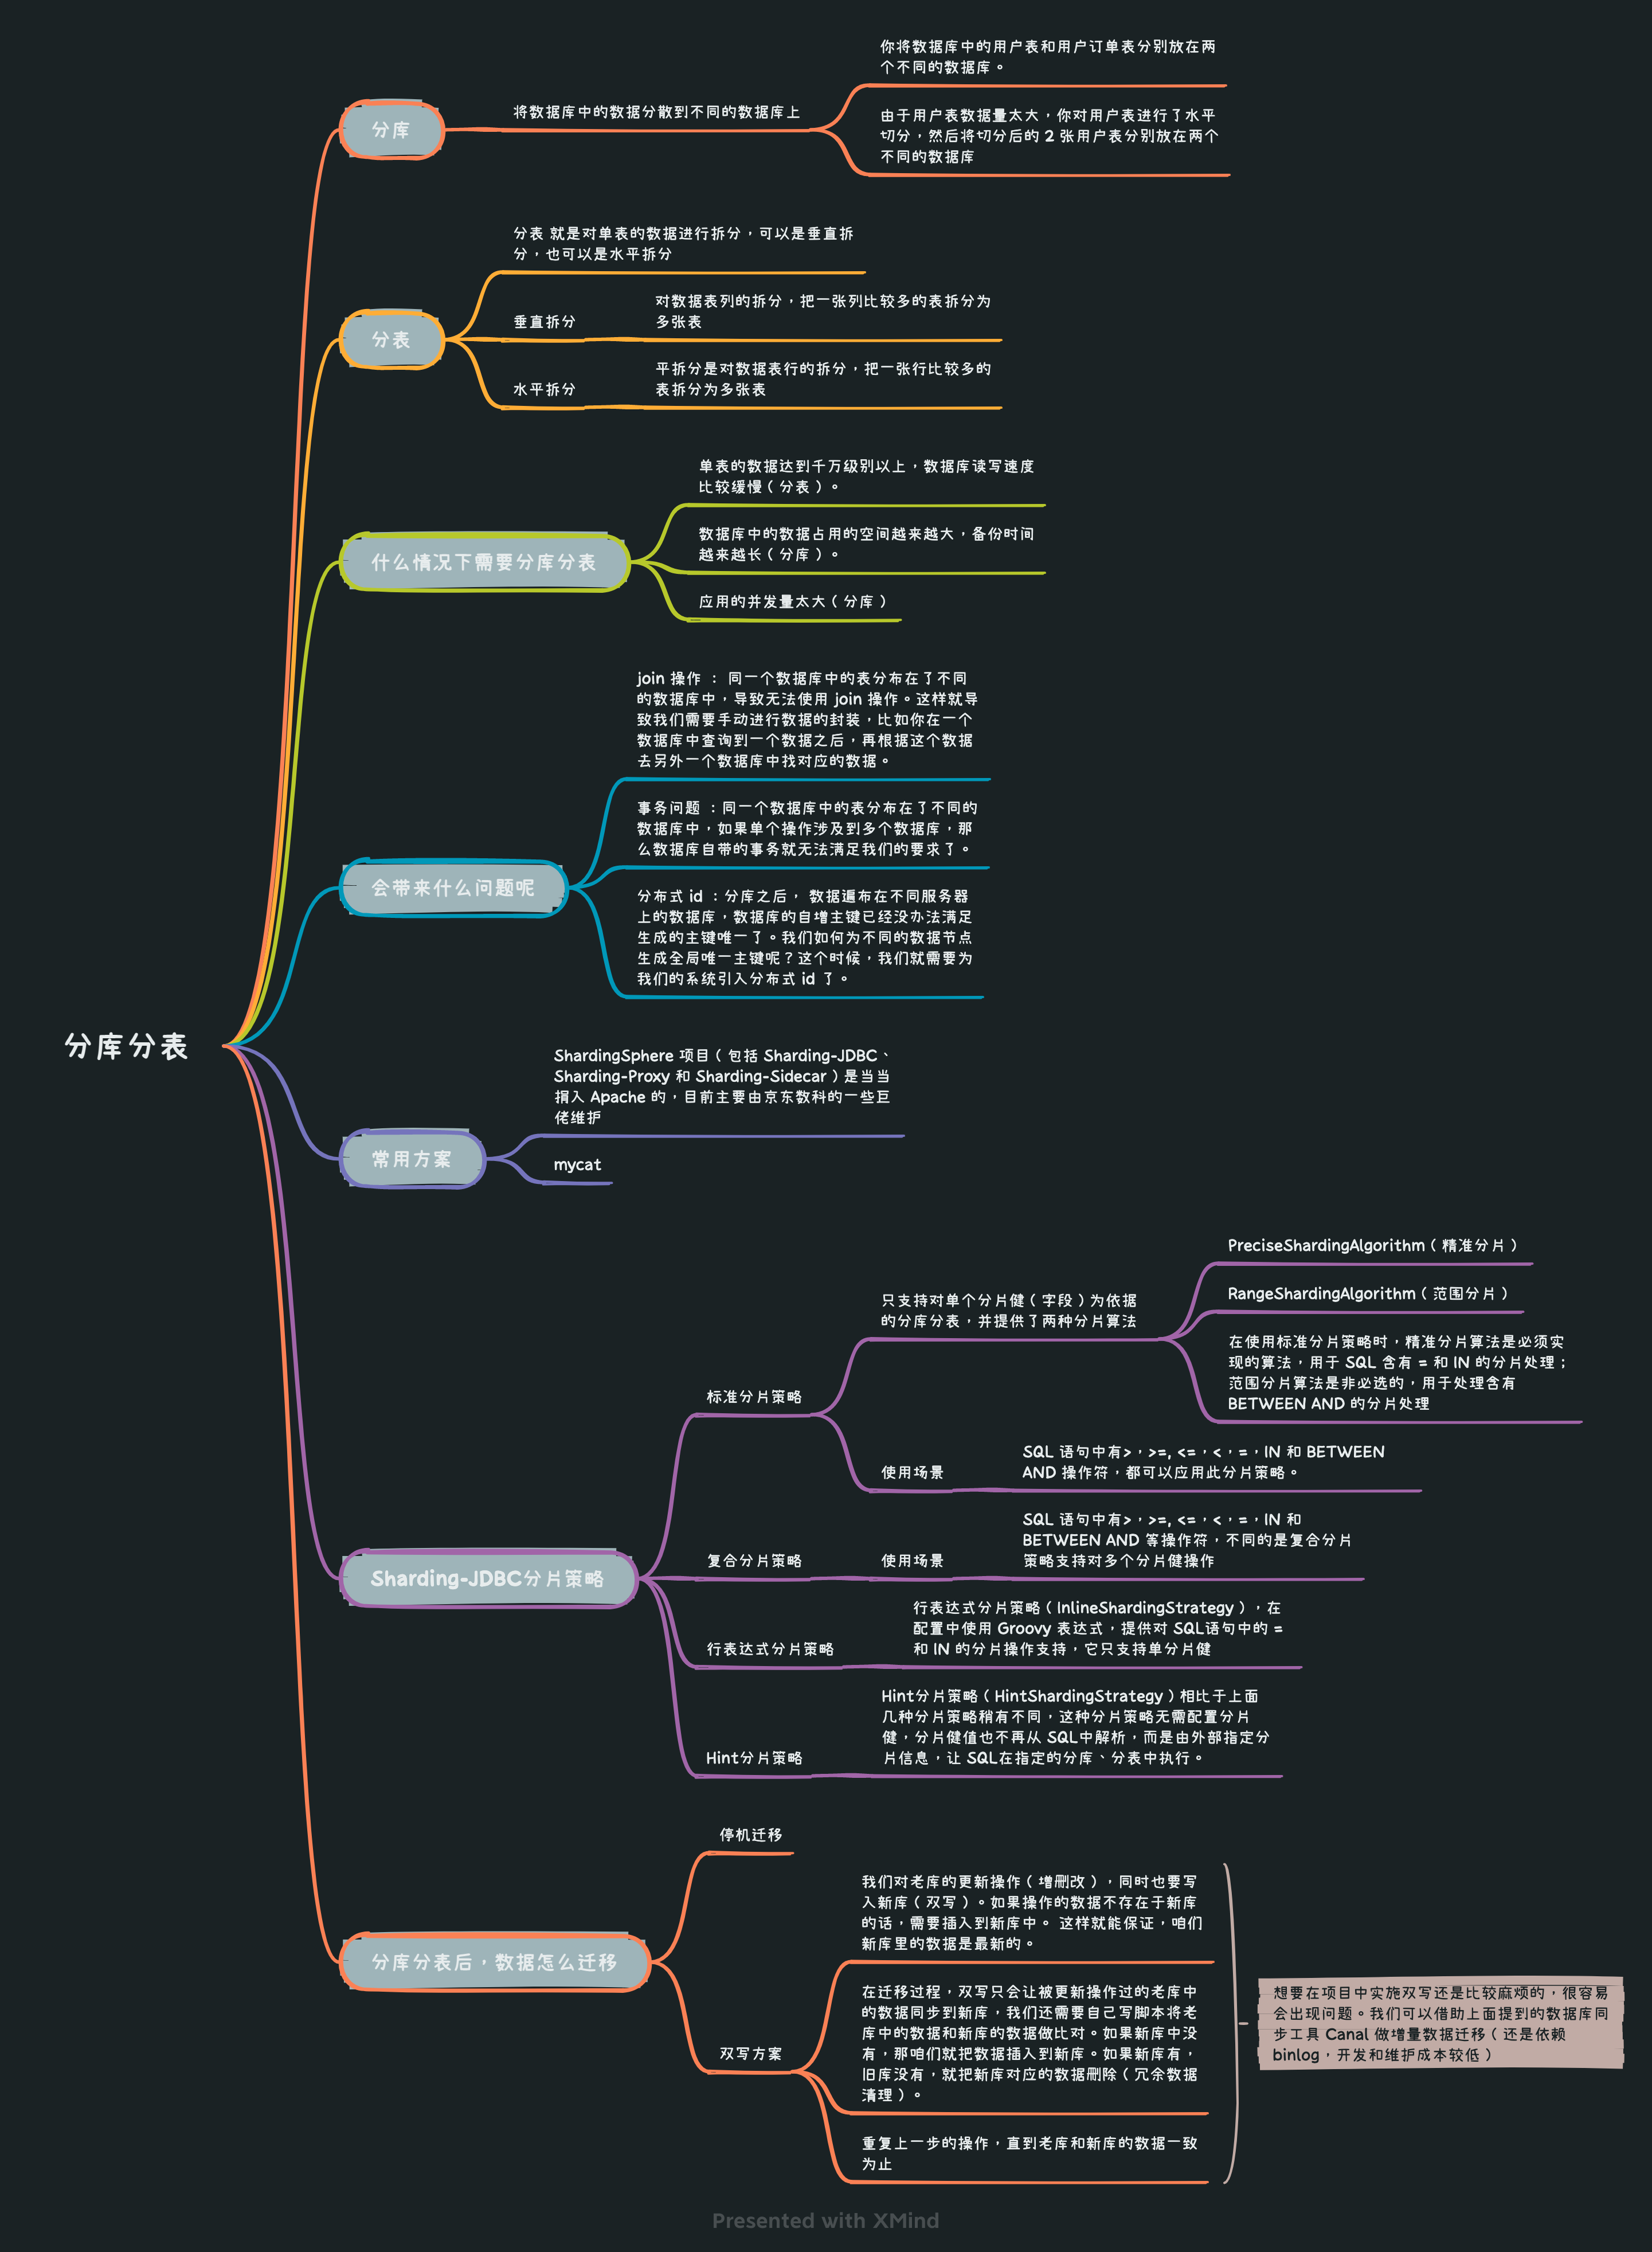 分库分表
分库
将数据库中的数据分散到不同的数据库上
你将数据库中的用户表和用户订单表分别放在两
个不同的数据库。
由于用户表数据量太大，你对用户表进行了水平
切分，然后将切分后的 2 张用户表分别放在两个
不同的数据库
分表
分表 就是对单表的数据进行拆分，可以是垂直拆
分，也可以是水平拆分
垂直拆分
对数据表列的拆分，把一张列比较多的表拆分为
多张表
水平拆分
平拆分是对数据表行的拆分，把一张行比较多的
表拆分为多张表
什么情况下需要分库分表
单表的数据达到千万级别以上，数据库读写速度
比较缓慢（分表）。
数据库中的数据占用的空间越来越大，备份时间
越来越长（分库）。
应用的并发量太大（分库）
会带来什么问题呢
join 操作 ： 同一个数据库中的表分布在了不同
的数据库中，导致无法使用 join 操作。这样就导
致我们需要手动进行数据的封装，比如你在一个
数据库中查询到一个数据之后，再根据这个数据
去另外一个数据库中找对应的数据。
事务问题 ：同一个数据库中的表分布在了不同的
数据库中，如果单个操作涉及到多个数据库，那
么数据库自带的事务就无法满足我们的要求了。
分布式 id ：分库之后， 数据遍布在不同服务器
上的数据库，数据库的自增主键已经没办法满足
生成的主键唯一了。我们如何为不同的数据节点
生成全局唯一主键呢？这个时候，我们就需要为
我们的系统引入分布式 id 了。
常用方案
ShardingSphere 项目（包括 Sharding-JDBC、
Sharding-Proxy 和 Sharding-Sidecar）是当当
捐入 Apache 的，目前主要由京东数科的一些巨
佬维护
mycat
Sharding-JDBC分片策略
标准分片策略
只支持对单个分片健（字段）为依据
的分库分表，并提供了两种分片算法
PreciseShardingAlgorithm（精准分片）
RangeShardingAlgorithm（范围分片）
在使用标准分片策略时，精准分片算法是必须实
现的算法，用于 SQL 含有 = 和 IN 的分片处理；
范围分片算法是非必选的，用于处理含有
BETWEEN AND 的分片处理
使用场景
SQL 语句中有>，>=, <=，<，=，IN 和 BETWEEN
AND 操作符，都可以应用此分片策略。
复合分片策略
使用场景
SQL 语句中有>，>=, <=，<，=，IN 和
BETWEEN AND 等操作符，不同的是复合分片
策略支持对多个分片健操作
行表达式分片策略
行表达式分片策略（InlineShardingStrategy），在
配置中使用 Groovy 表达式，提供对 SQL语句中的 =
和 IN 的分片操作支持，它只支持单分片健
Hint分片策略
Hint分片策略（HintShardingStrategy）相比于上面
几种分片策略稍有不同，这种分片策略无需配置分片
健，分片健值也不再从 SQL中解析，而是由外部指定分
片信息，让 SQL在指定的分库、分表中执行。
分库分表后，数据怎么迁移
停机迁移
双写方案
我们对老库的更新操作（增删改），同时也要写
入新库（双写）。如果操作的数据不存在于新库
的话，需要插入到新库中。 这样就能保证，咱们
新库里的数据是最新的。
在迁移过程，双写只会让被更新操作过的老库中
的数据同步到新库，我们还需要自己写脚本将老
库中的数据和新库的数据做比对。如果新库中没
有，那咱们就把数据插入到新库。如果新库有，
旧库没有，就把新库对应的数据删除（冗余数据
清理）。
重复上一步的操作，直到老库和新库的数据一致
为止
想要在项目中实施双写还是比较麻烦的，很容易
会出现问题。我们可以借助上面提到的数据库同
步工具 Canal 做增量数据迁移（还是依赖
binlog，开发和维护成本较低）
Presented with XMind